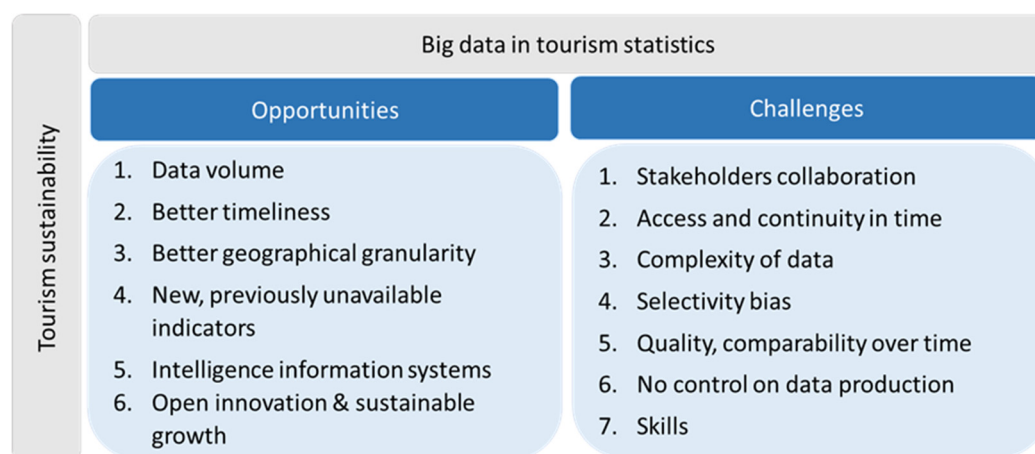 Big data in tourism statistics
Tourism sustainability
Opportunities
1. Data volume
2. Better timeliness
3. Better geographical granularity
4. New, previously unavailable
indicators
5. Intelligence information systems
6. Open innovation & sustainable
growth
Challenges
1. Stakeholders collaboration
2. Access and continuity in time
3. Complexity of data
4. Selectivity bias
5. Quality, comparability over time
6. No control on data production
7. Skills